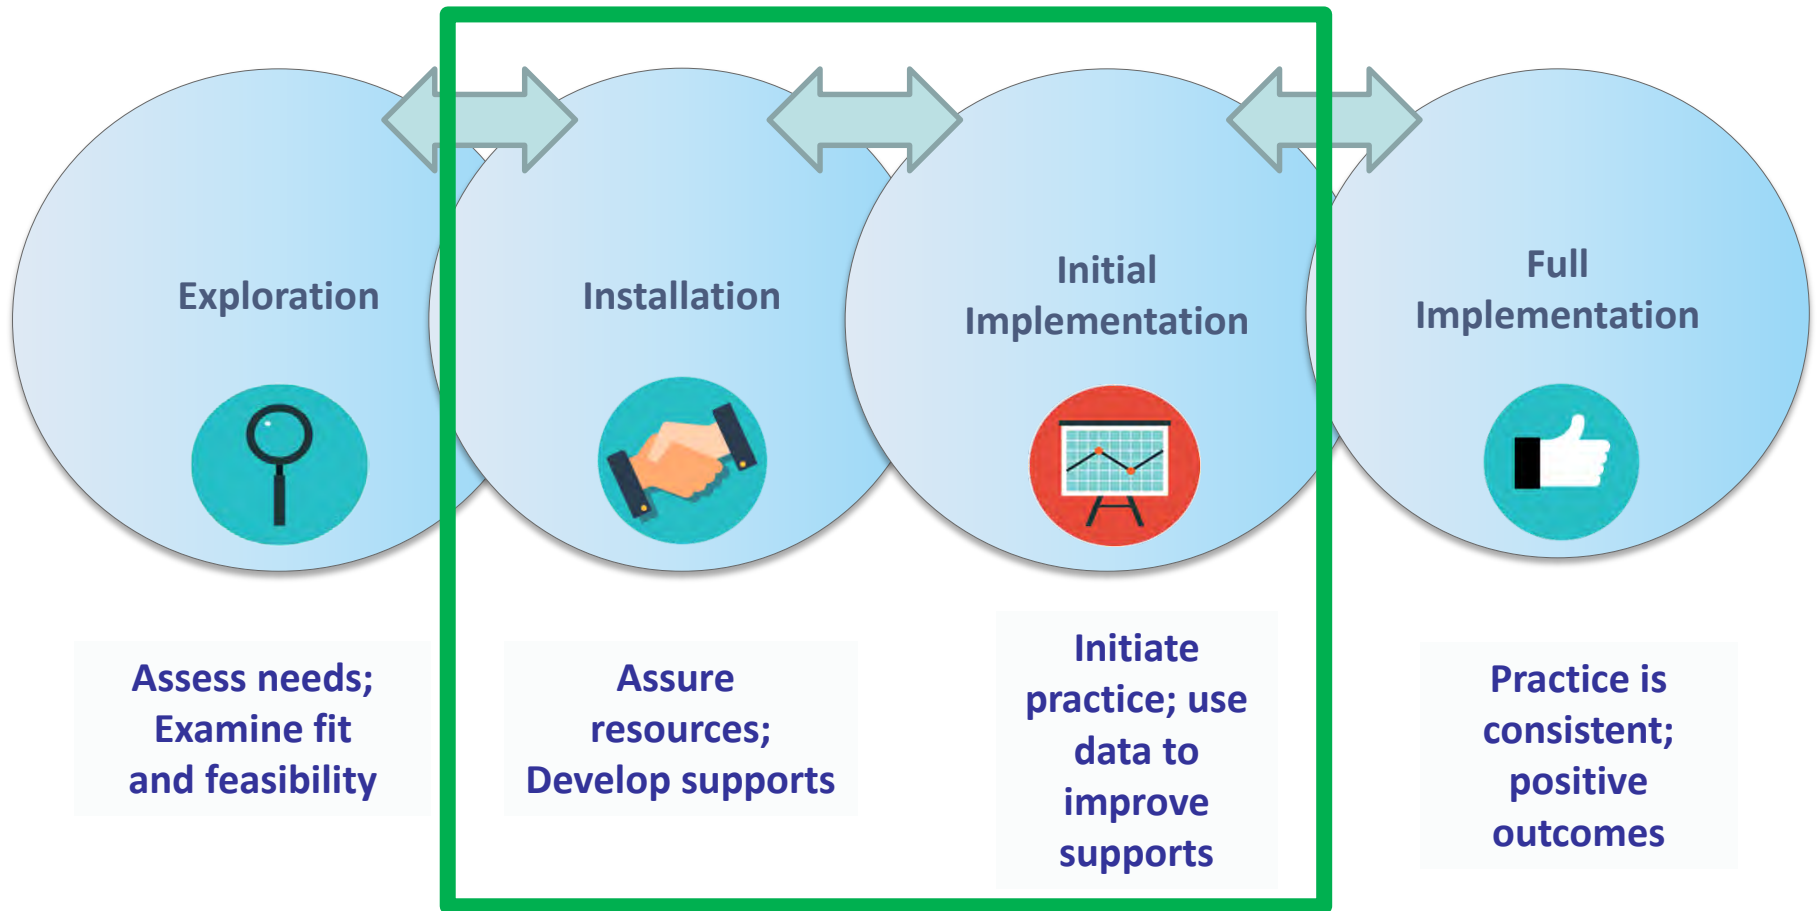 Exploration
Installation
Initial
Implementation
Full
Implementation
Assess needs;
Examine fit
and feasibility
Assure
resources;
Develop supports
Initiate
practice; use
data to
improve
supports
Practice is
consistent;
positive
outcomes